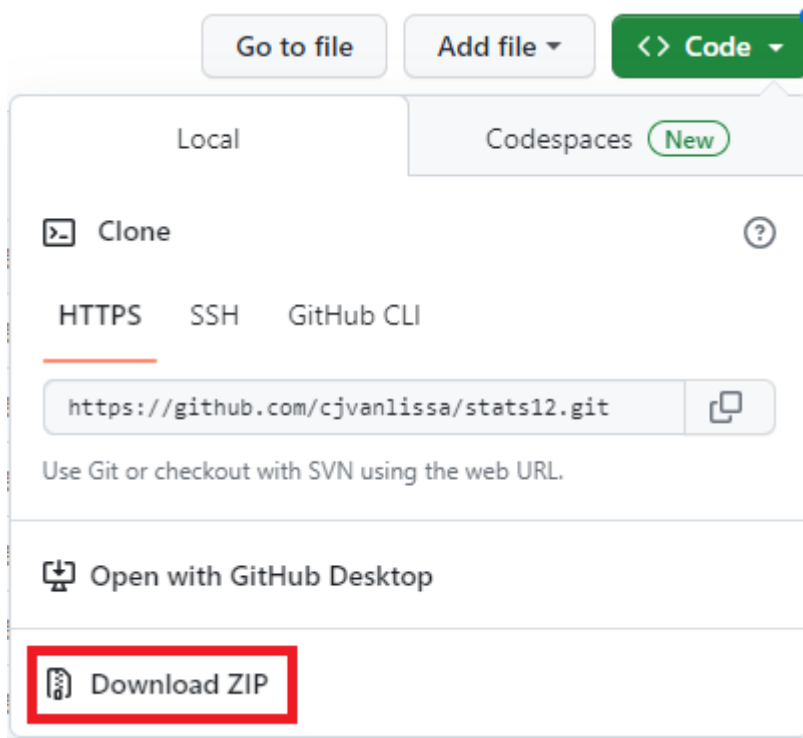 Go to file Add file <> Code
Local Codespaces New
Clone
HTTPS SSH GitHub CLI
https://github.com/cjvanlissa/stats12.git
Use Git or checkout with SVN using the web URL.
Open with GitHub Desktop
Download ZIP